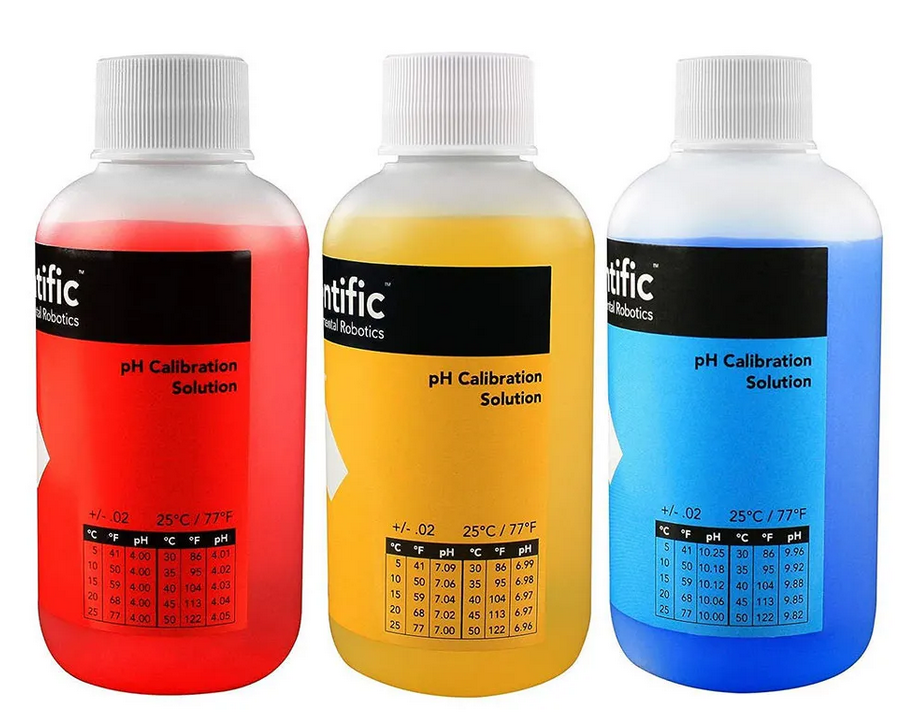 ntific™
ental Robotics
pH Calibration
Solution
+/- .02 25°C / 77°F
°C °F pH °C °F pH
5 41 4.00 30 86 4.01
10 50 4.00 35 95 4.02
15 59 4.00 40 104 4.03
20 68 4.00 45 113 4.04
25 77 4.00 50 122 4.05
ntific™
mental Robotics
pH Calibration
Solution
+/- .02 25°C / 77°F
°C °F pH °C °F pH
5 41 7.09 30 86 6.99
10 50 7.06 35 95 6.98
15 59 7.04 40 104 6.97
20 68 7.02 45 113 6.97
25 77 7.00 50 122 6.96
ntific™
tal Robotics
pH Calibration
Solution
+/- .02 25°C / 77°F
°C °F pH °C °F pH
5 41 10.25 30 86 9.96
10 50 10.18 35 95 9.92
15 59 10.12 40 104 9.88
20 68 10.06 45 113 9.85
25 77 10.00 50 122 9.82